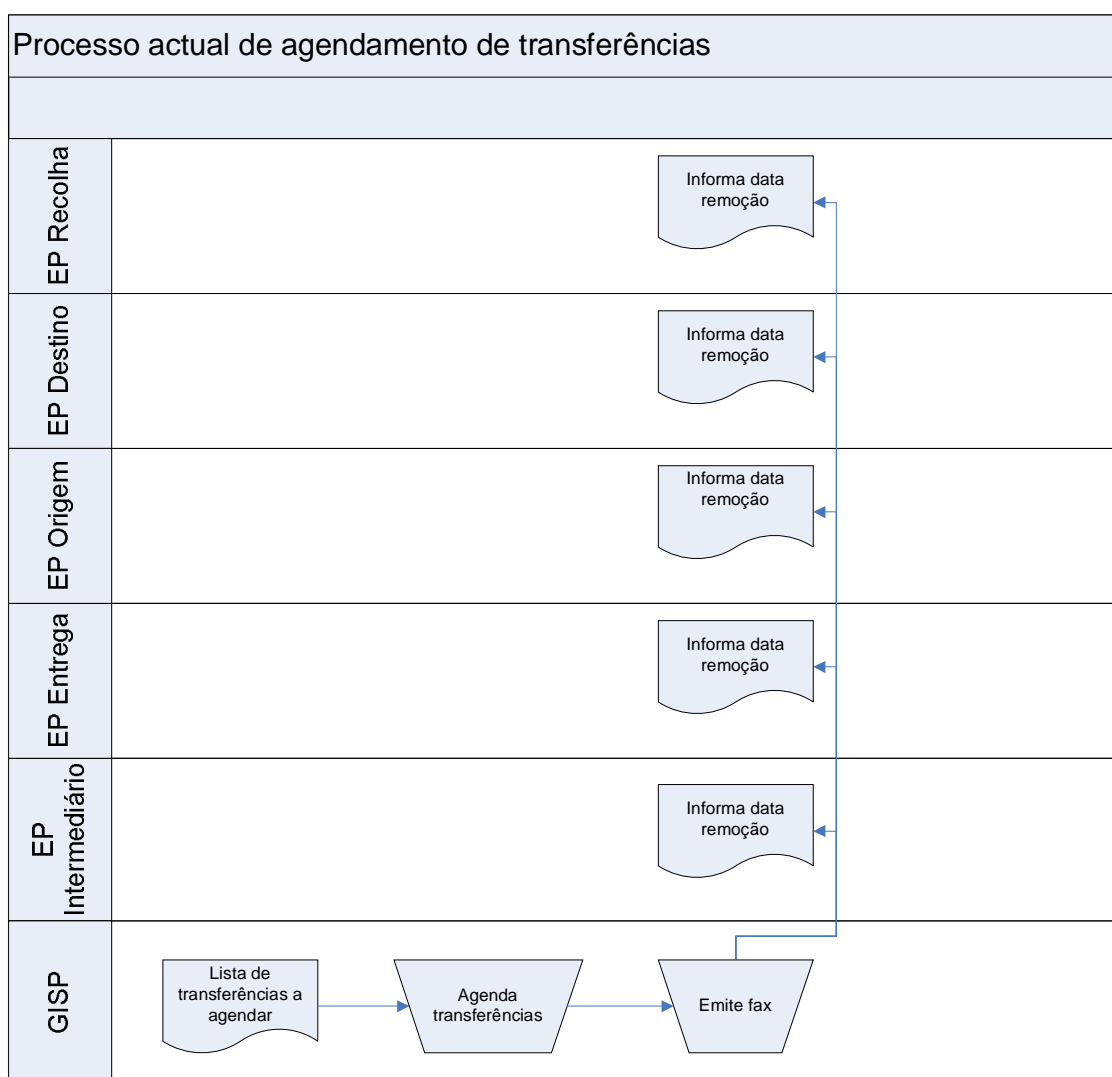 Processo actual de agendamento de transferências
EP Recolha
Informa data
remoção
EP Destino
Informa data
remoção
EP Origem
Informa data
remoção
EP Entrega
Informa data
remoção
EP
Intermediário
Informa data
remoção
GISP
Lista de
transferências a
agendar
Agenda
transferências
Emite fax